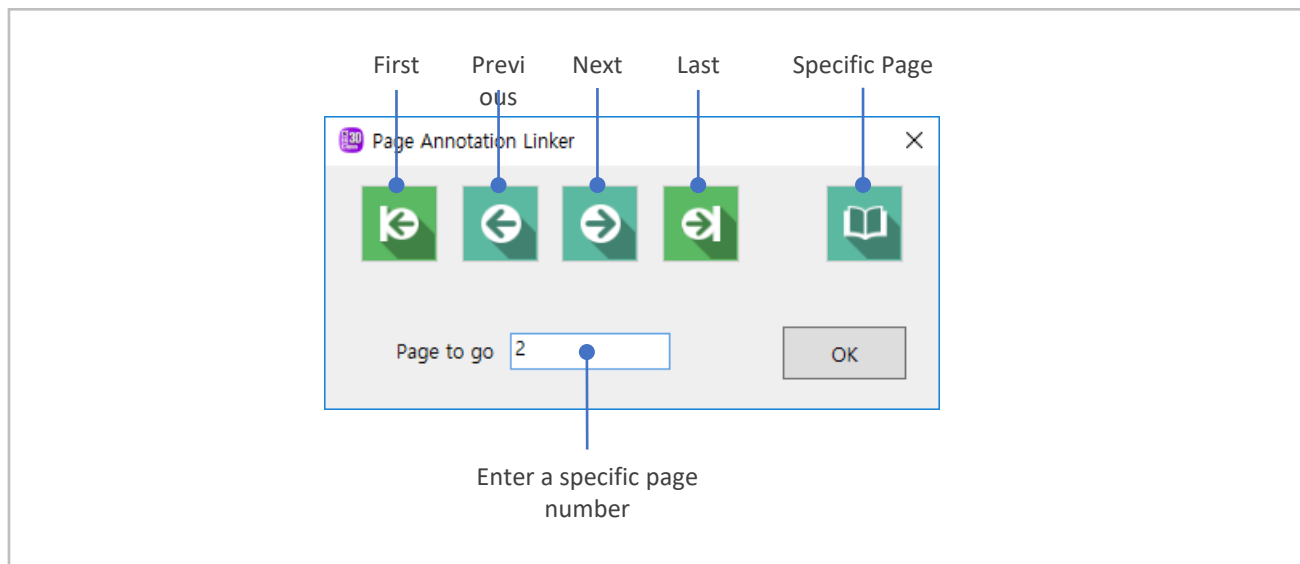 First Previ Next Last Specific Page
ous
Page Annotation Linker
Page to go 2 OK
Enter a specific page
number